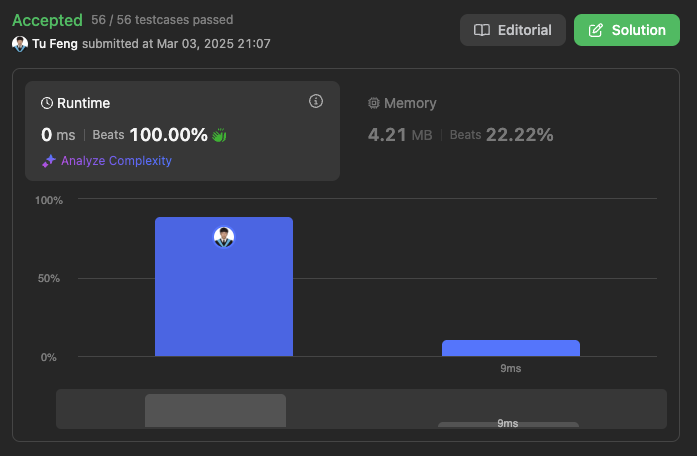 Accepted 56 / 56 testcases passed
Editorial
Solution
Tu Feng submitted at Mar 03, 2025 21:07
Runtime
0 ms | Beats 100.00%
Analyze Complexity
Memory
4.21 MB | Beats 22.22%
100%
50%
0%
9ms
9ms